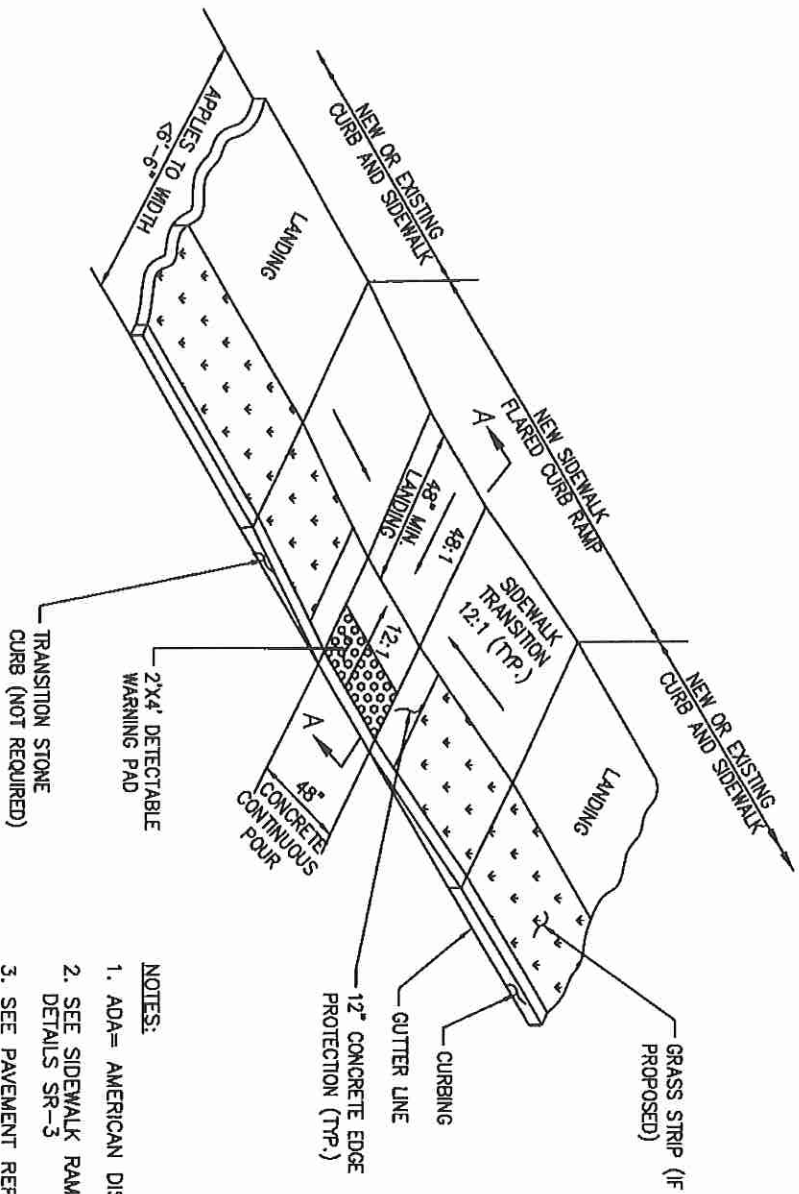 NEW OR EXISTING
CURB AND SIDEWALK
NEW SIDEWALK
FLARED CURB RAMP
NEW OR EXISTING
CURB AND SIDEWALK
APPLIES TO WIDTH
<6'-6"
LANDING
A
48" MIN.
LANDING
48:1
SIDEWALK
TRANSITION
12:1 (TYP.)
LANDING
12:1
A
48"
CONCRETE
CONTINUOUS
POUR
GRASS STRIP (IF
PROPOSED)
CURBING
GUTTER LINE
12" CONCRETE EDGE
PROTECTION (TYP.)
2'X4' DETECTABLE
WARNING PAD
TRANSITION STONE
CURB (NOT REQUIRED)
NOTES:
1. ADA= AMERICAN DIS
2. SEE SIDEWALK RAM
DETAILS SR-3
3. SEE PAVEMENT REF